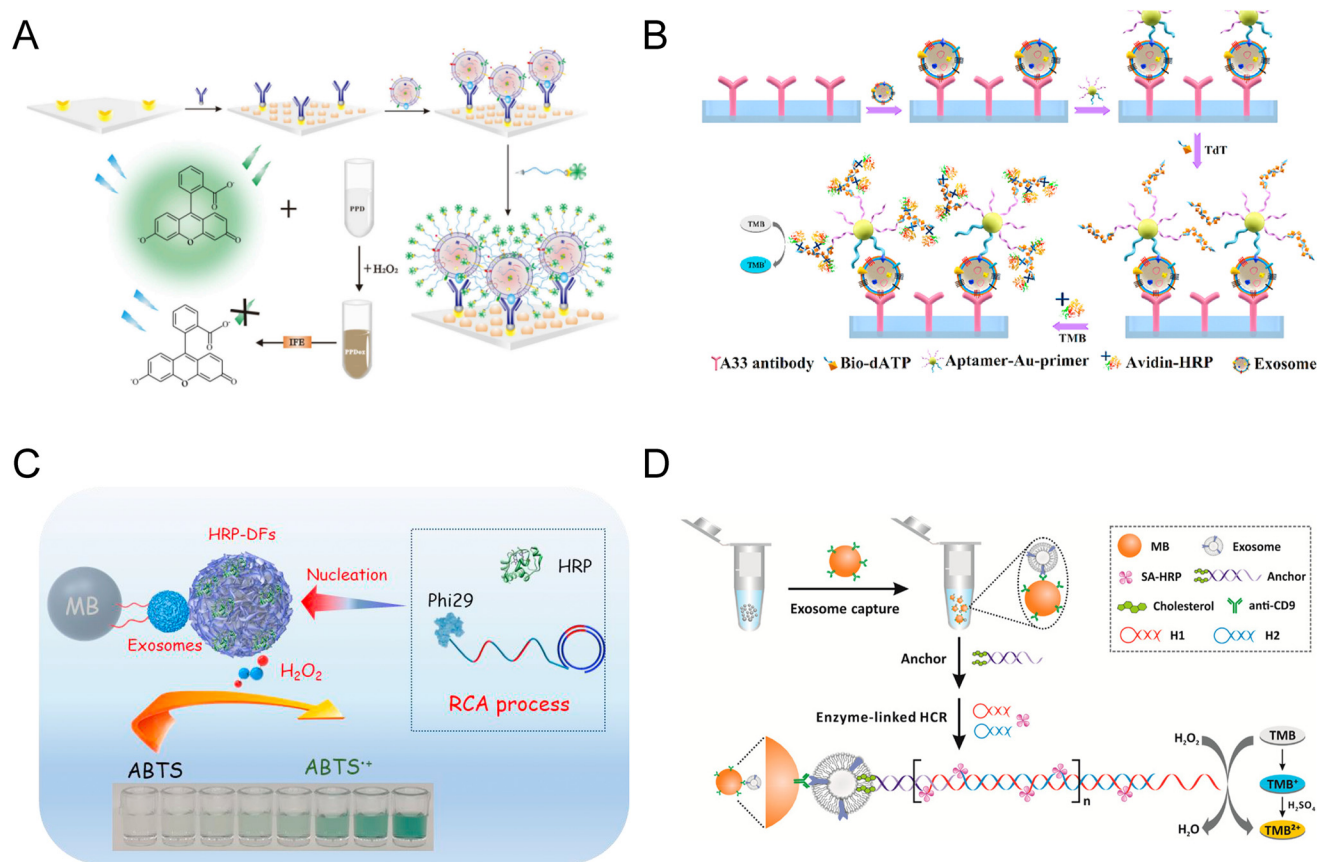 A
PPD
+
+H₂O₂
IFE
PPDox
O⁻
O
O
⁻O
O⁻
O
O
⁻O
B
TdT
TMB
TMB
TMB
A33 antibody
Bio-dATP
Aptamer-Au-primer
Avidin-HRP
Exosome
C
HRP-DFs
Nucleation
HRP
MB
Phi29
Exosomes
H₂O₂
RCA process
ABTS
ABTS·+
D
Exosome capture
MB
Exosome
SA-HRP
Anchor
Cholesterol
anti-CD9
H1
H2
Anchor
Enzyme-linked HCR
H₂O₂
TMB
TMB⁺
H₂SO₄
n
H₂O
TMB²⁺